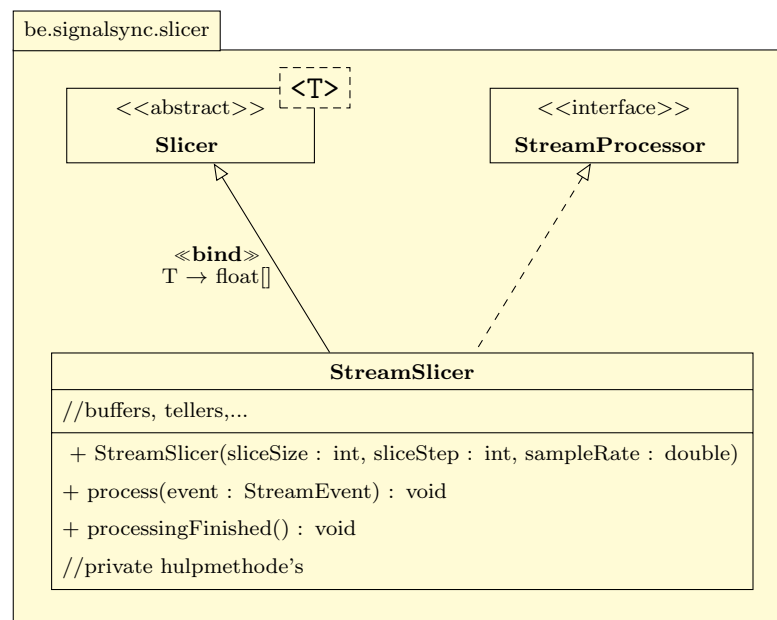 be.signalsync.slicer
<T>
<<abstract>>
Slicer
<<interface>>
StreamProcessor
≪bind≫
T → float[]
StreamSlicer
//buffers, tellers,...
+ StreamSlicer(sliceSize : int, sliceStep : int, sampleRate : double)
+ process(event : StreamEvent) : void
+ processingFinished() : void
//private hulpmethode's